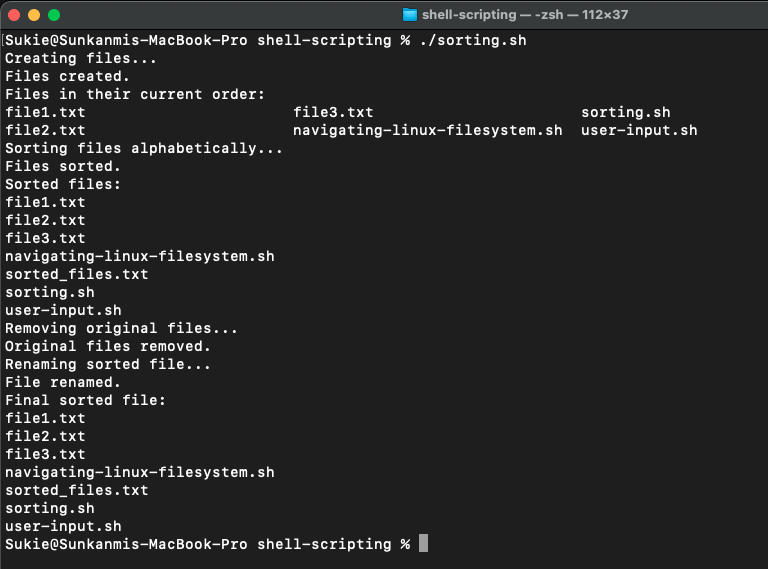 shell-scripting — -zsh — 112×37
[Sukie@Sunkanmis-MacBook-Pro shell-scripting % ./sorting.sh
Creating files...
Files created.
Files in their current order:
file1.txt file3.txt sorting.sh
file2.txt navigating-linux-filesystem.sh user-input.sh
Sorting files alphabetically...
Files sorted.
Sorted files:
file1.txt
file2.txt
file3.txt
navigating-linux-filesystem.sh
sorted_files.txt
sorting.sh
user-input.sh
Removing original files...
Original files removed.
Renaming sorted file...
File renamed.
Final sorted file:
file1.txt
file2.txt
file3.txt
navigating-linux-filesystem.sh
sorted_files.txt
sorting.sh
user-input.sh
Sukie@Sunkanmis-MacBook-Pro shell-scripting %